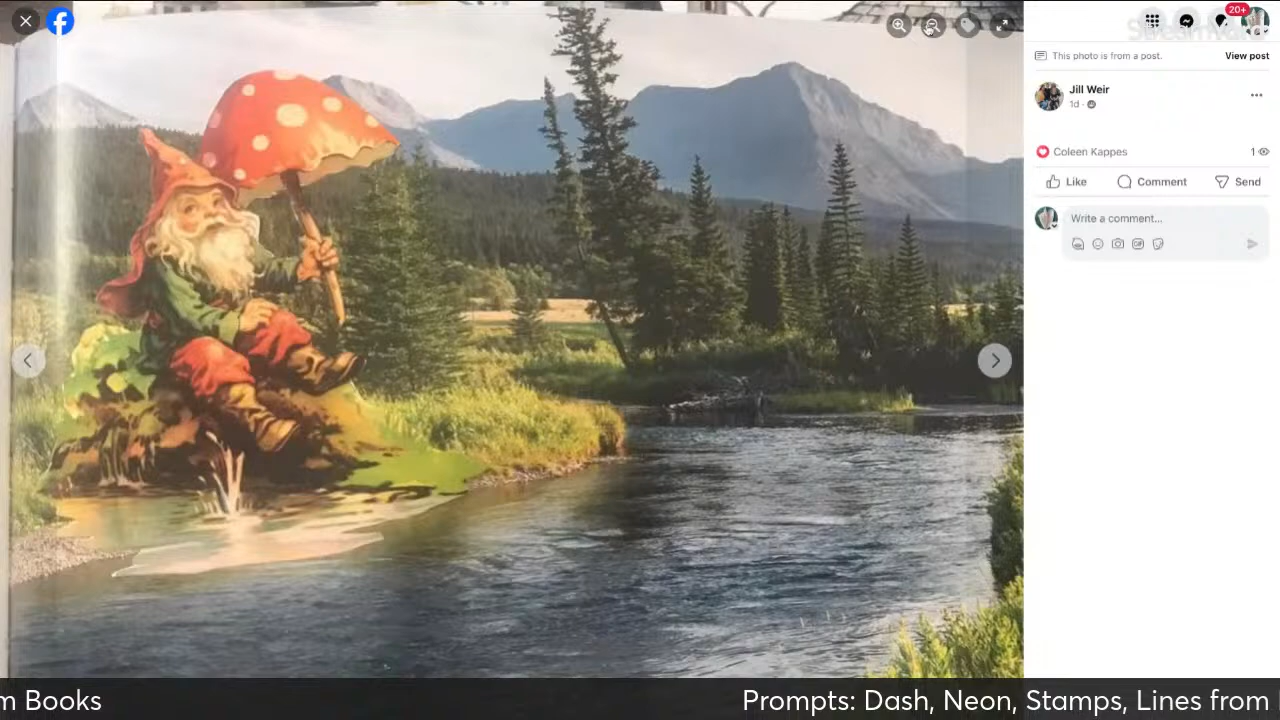 20+
This photo is from a post.
View post
Jill Weir
1d
Coleen Kappes
1
Like
Comment
Send
Write a comment...
m Books
Prompts: Dash, Neon, Stamps, Lines from